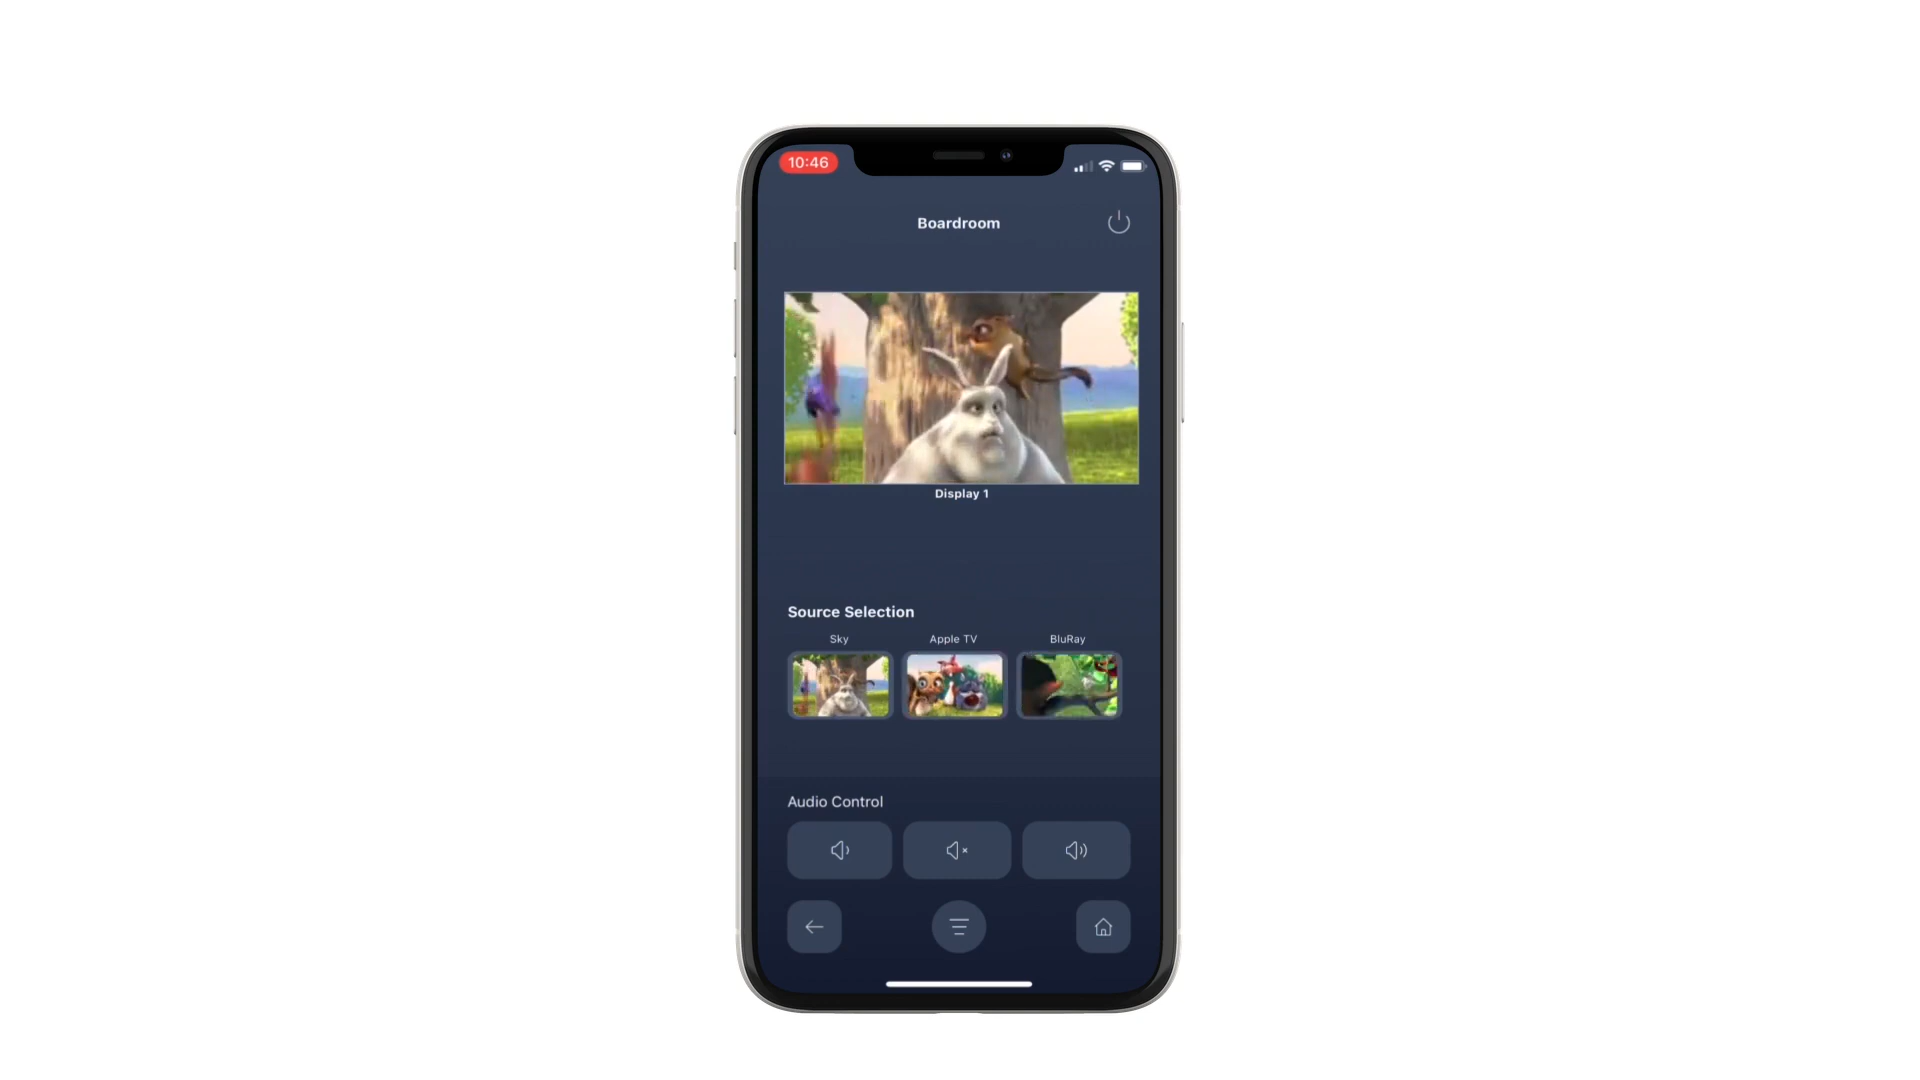 10:46
Boardroom
Display 1
Source Selection
Sky
Apple TV
BluRay
Audio Control